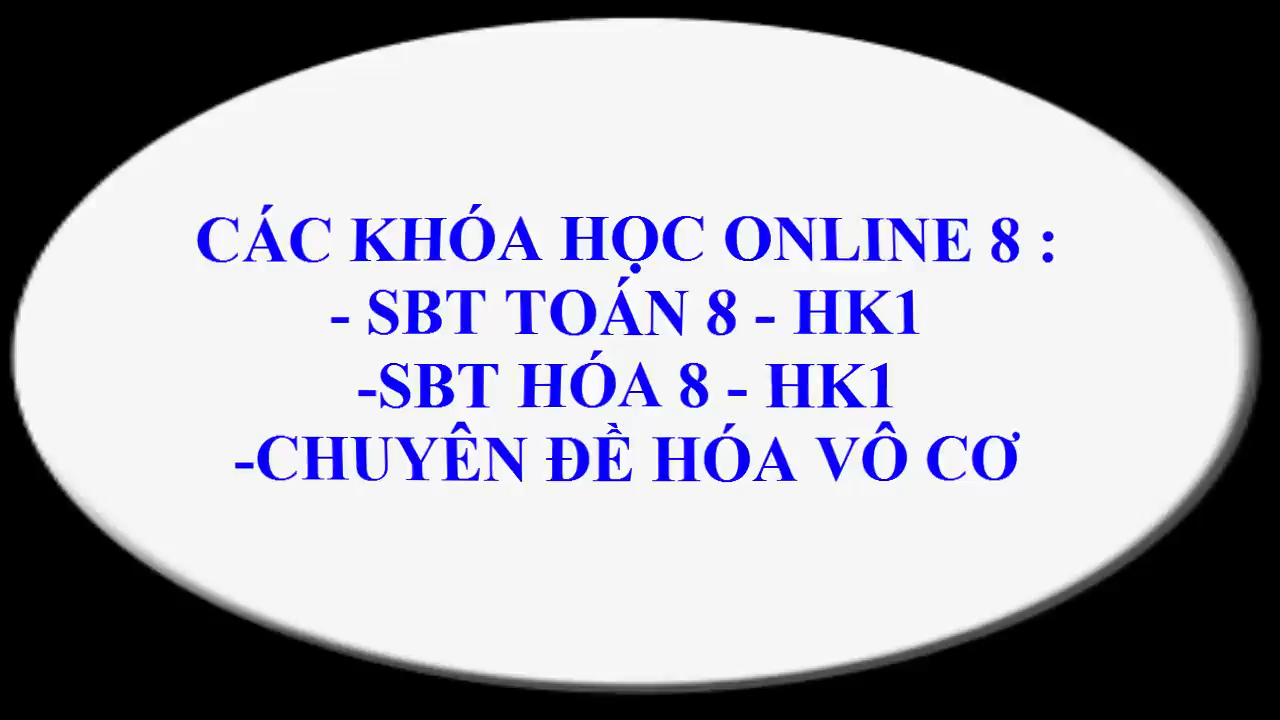 CÁC KHÓA HỌC ONLINE 8 :
- SBT TOÁN 8 - HK1
-SBT HÓA 8 - HK1
-CHUYÊN ĐỀ HÓA VÔ CƠ